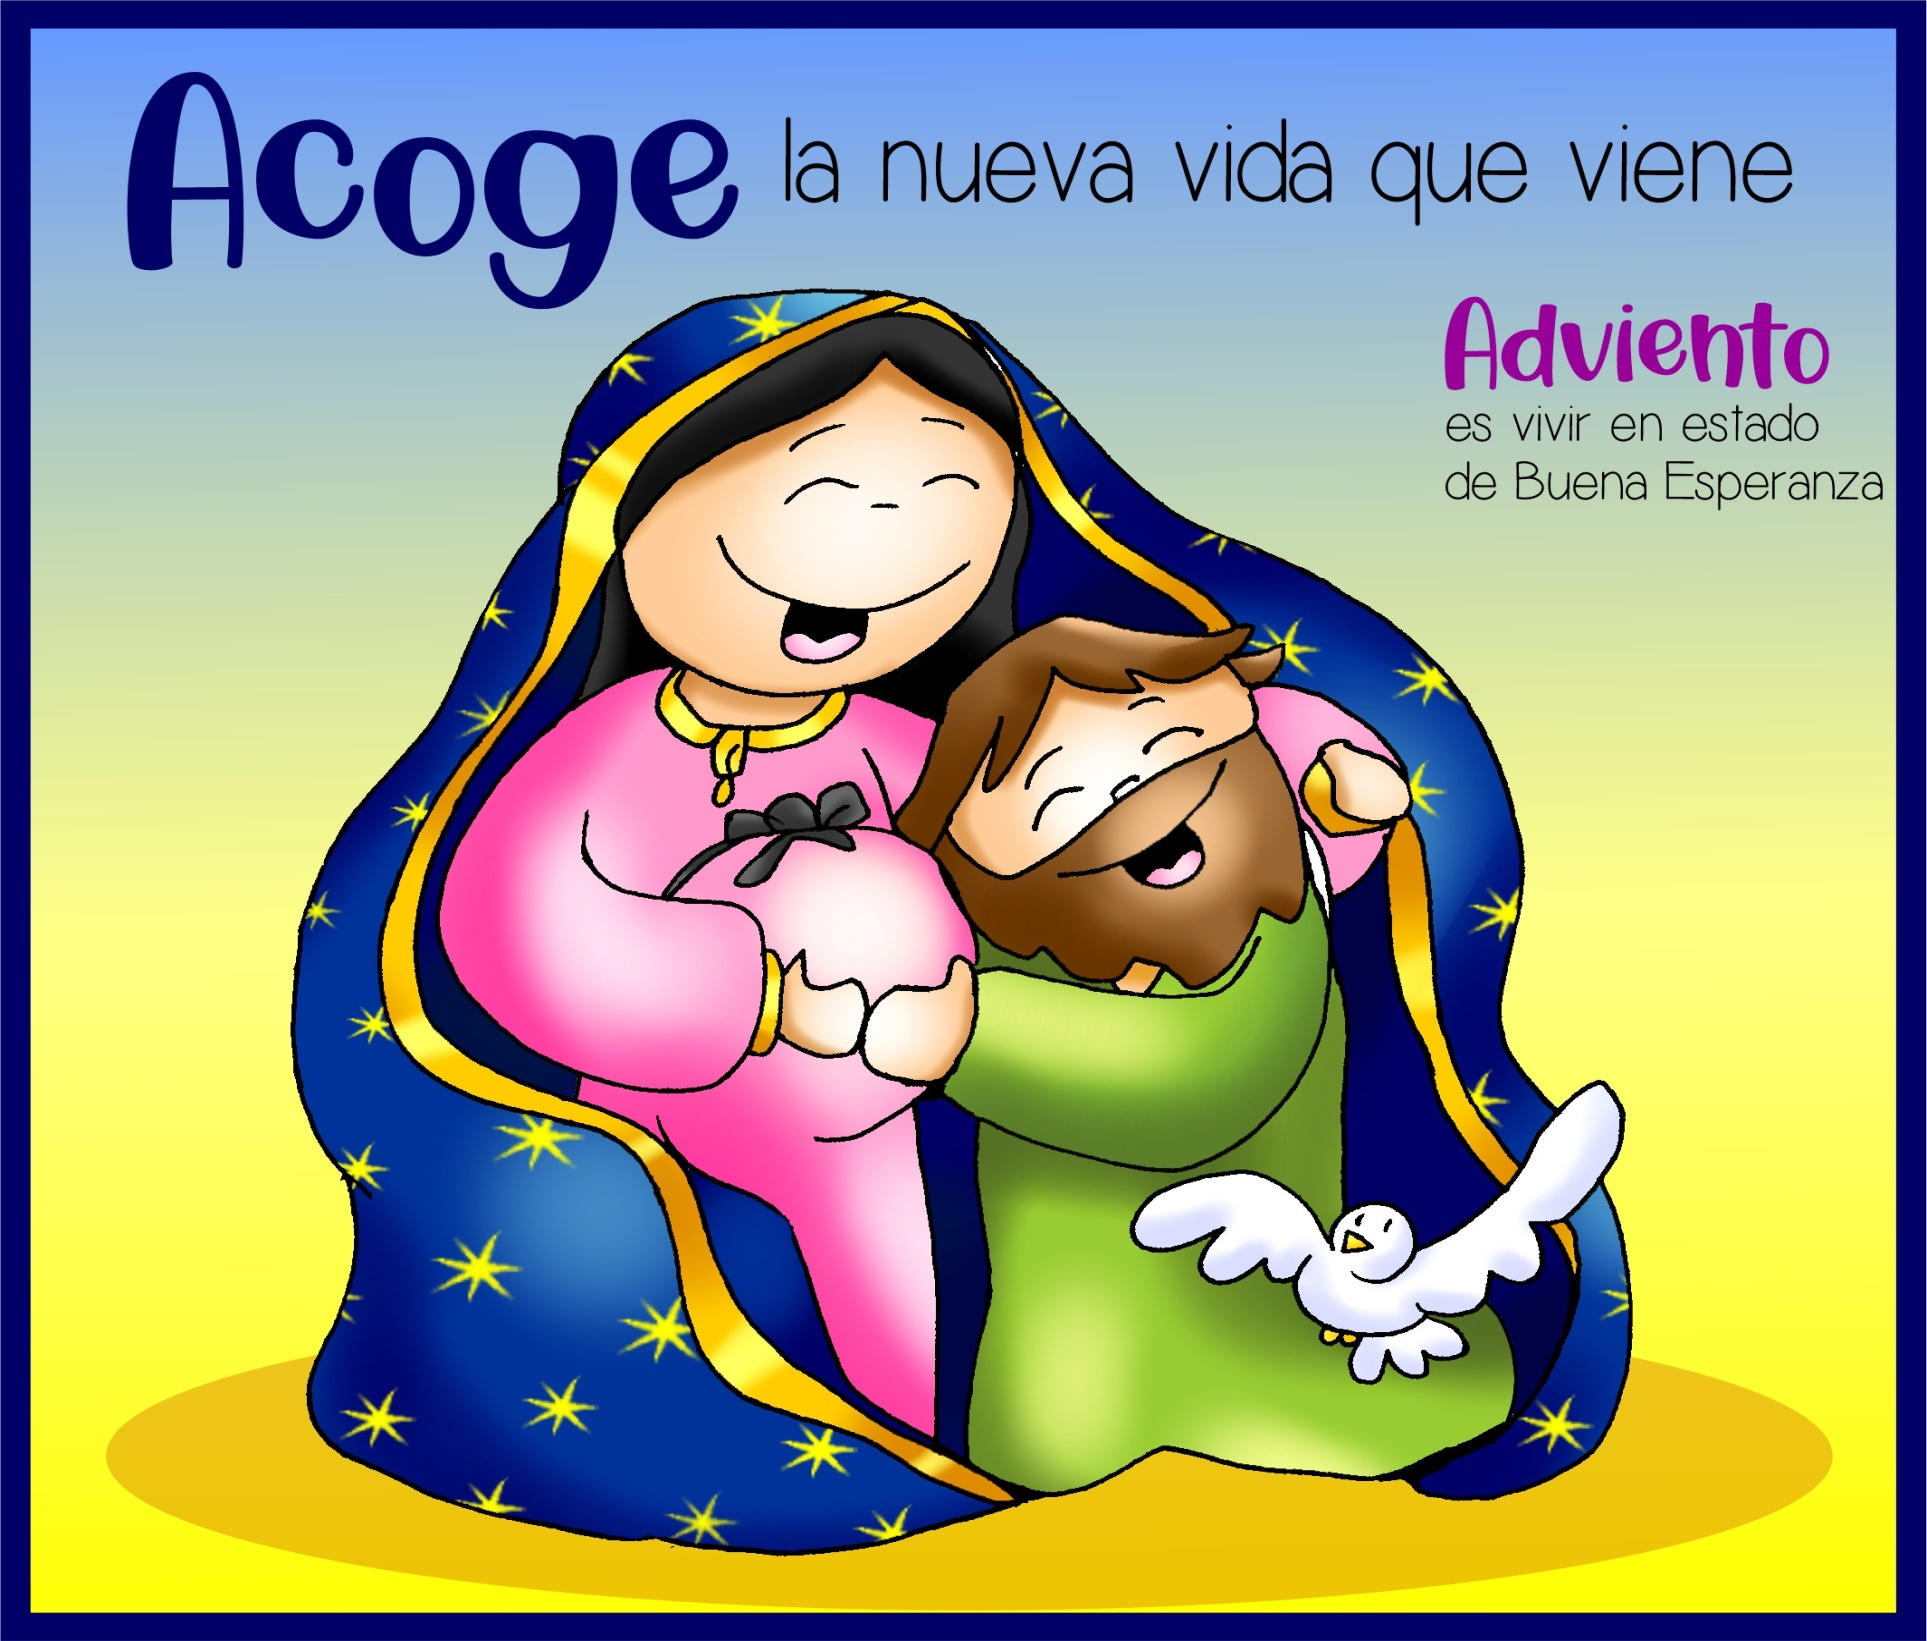 Acoge la nueva vida que viene
Adviento
es vivir en estado
de Buena Esperanza